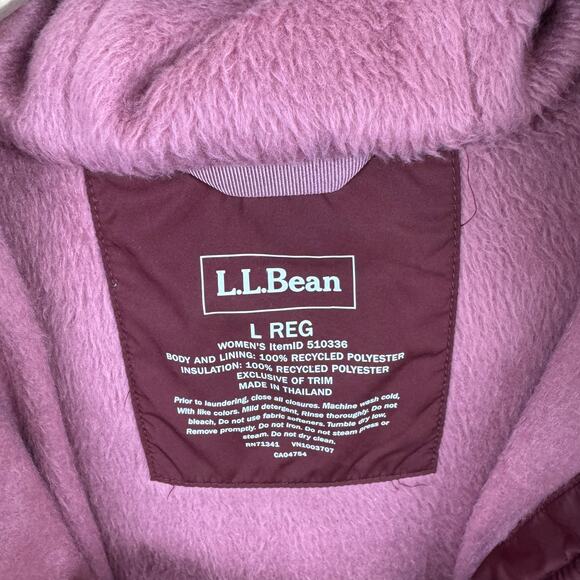 L.L.Bean
L REG
WOMEN'S ItemID 510336
BODY AND LINING: 100% RECYCLED POLYESTER
INSULATION: 100% RECYCLED POLYESTER
EXCLUSIVE OF TRIM
MADE IN THAILAND
Prior to laundering, close all closures. Machine wash cold,
With like colors. Mild detergent, Rinse thoroughly. Do not
bleach, Do not use fabric softeners. Tumble dry low,
Remove promptly. Do not iron. Do not steam press or
steam. Do not dry clean.
RN71341 VN1003707
CA04754